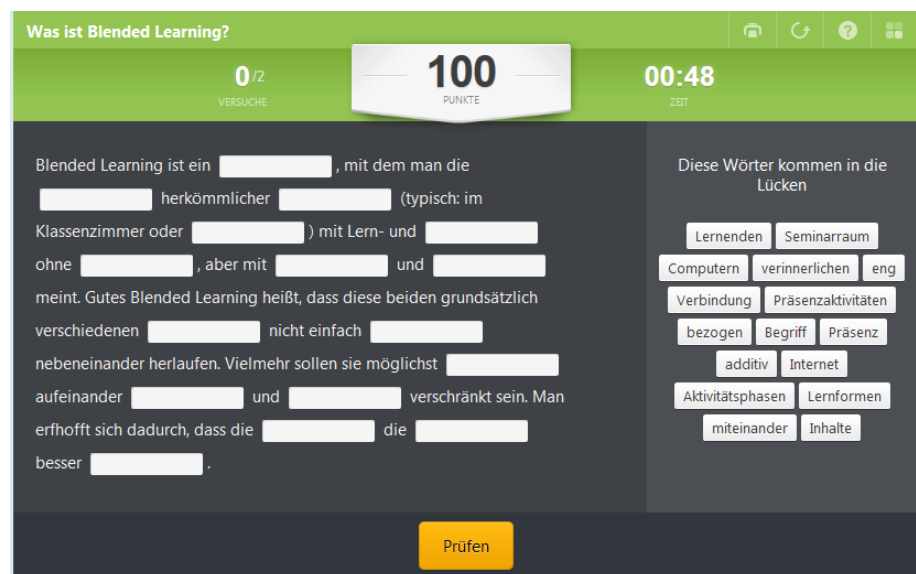 Was ist Blended Learning?
0/2
VERSUCHE
100
PUNKTE
00:48
ZEIT
Blended Learning ist ein , mit dem man die
herkömmlicher (typisch: im
Klassenzimmer oder ) mit Lern- und
ohne , aber mit und
meint. Gutes Blended Learning heißt, dass diese beiden grundsätzlich
verschiedenen nicht einfach
nebeneinander herlaufen. Vielmehr sollen sie möglichst
aufeinander und verschränkt sein. Man
erhofft sich dadurch, dass die die
besser .
Diese Wörter kommen in die
Lücken
Lernenden Seminarraum
Computern verinnerlichen eng
Verbindung Präsenzaktivitäten
bezogen Begriff Präsenz
additiv Internet
Aktivitätsphasen Lernformen
miteinander Inhalte
Prüfen